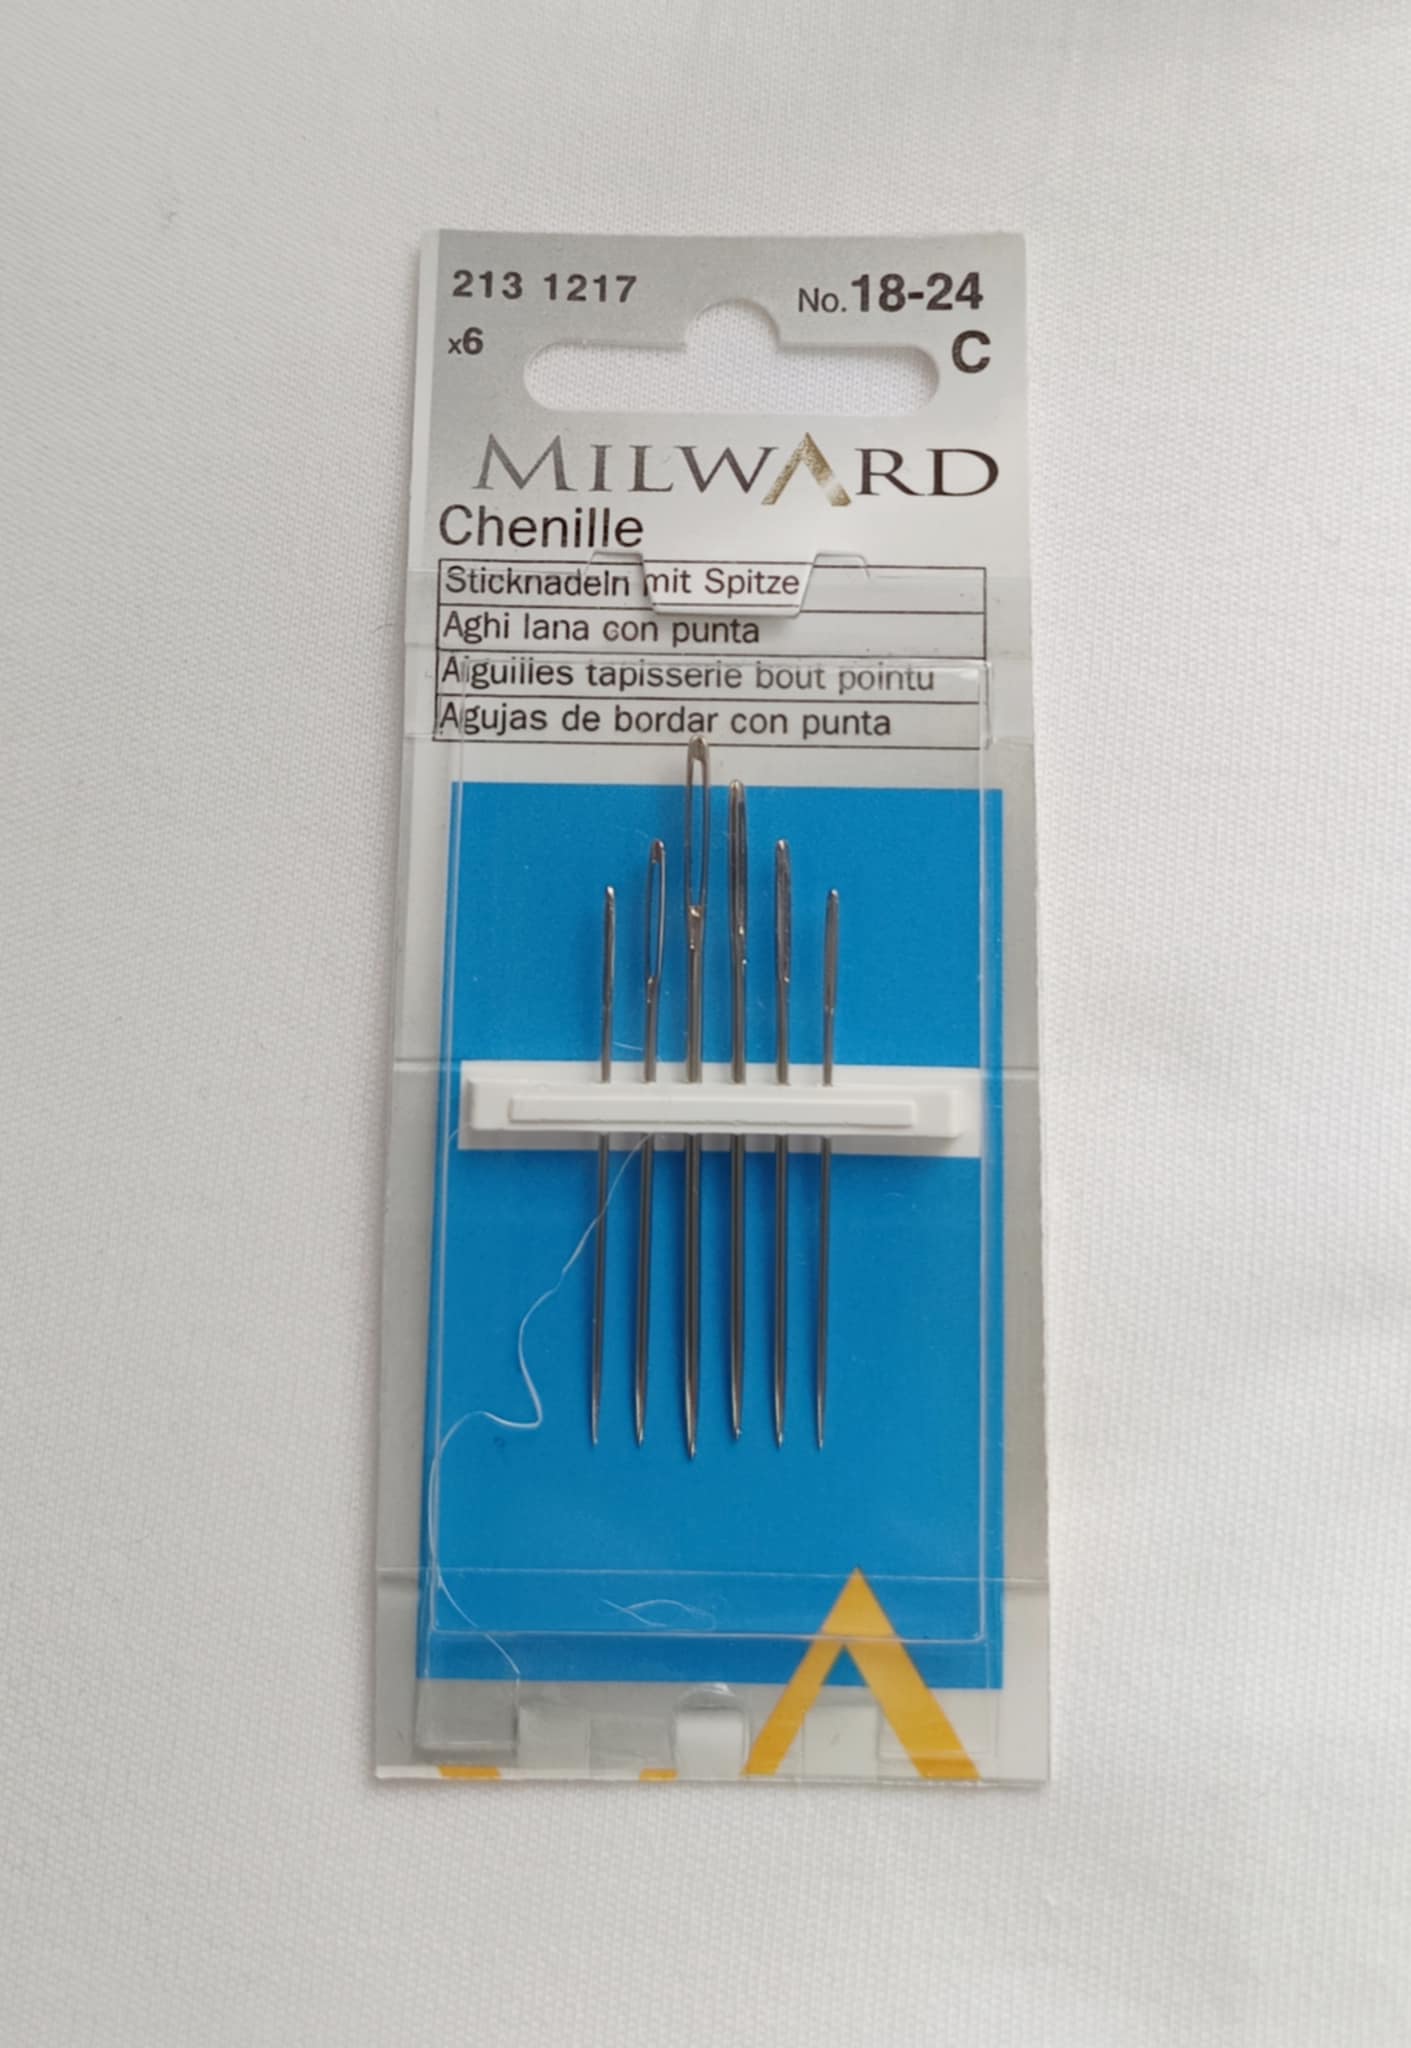 213 1217
No.18-24
x6
C
MILWARD
Chenille
Sticknadeln mit Spitze
Aghi lana con punta
Aiguilles tapisserie bout pointu
Agujas de bordar con punta